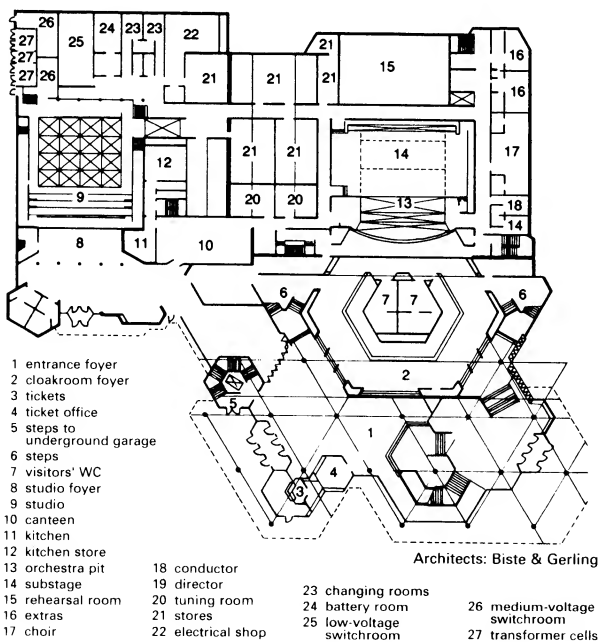 26
24
23
23
22
27
25
27
27
26
21
21
21
21
21
15
16
16
12
21
21
14
17
9
20
20
13
18
14
8
11
10
6
7
7
6
2
5
1
4
3
1 entrance foyer
2 cloakroom foyer
3 tickets
4 ticket office
5 steps to
underground garage
6 steps
7 visitors' WC
8 studio foyer
9 studio
10 canteen
11 kitchen
12 kitchen store
13 orchestra pit
14 substage
15 rehearsal room
16 extras
17 choir
18 conductor
19 director
20 tuning room
21 stores
22 electrical shop
Architects: Biste & Gerling
23 changing rooms
24 battery room
25 low-voltage
switchroom
26 medium-voltage
switchroom
27 transformer cells